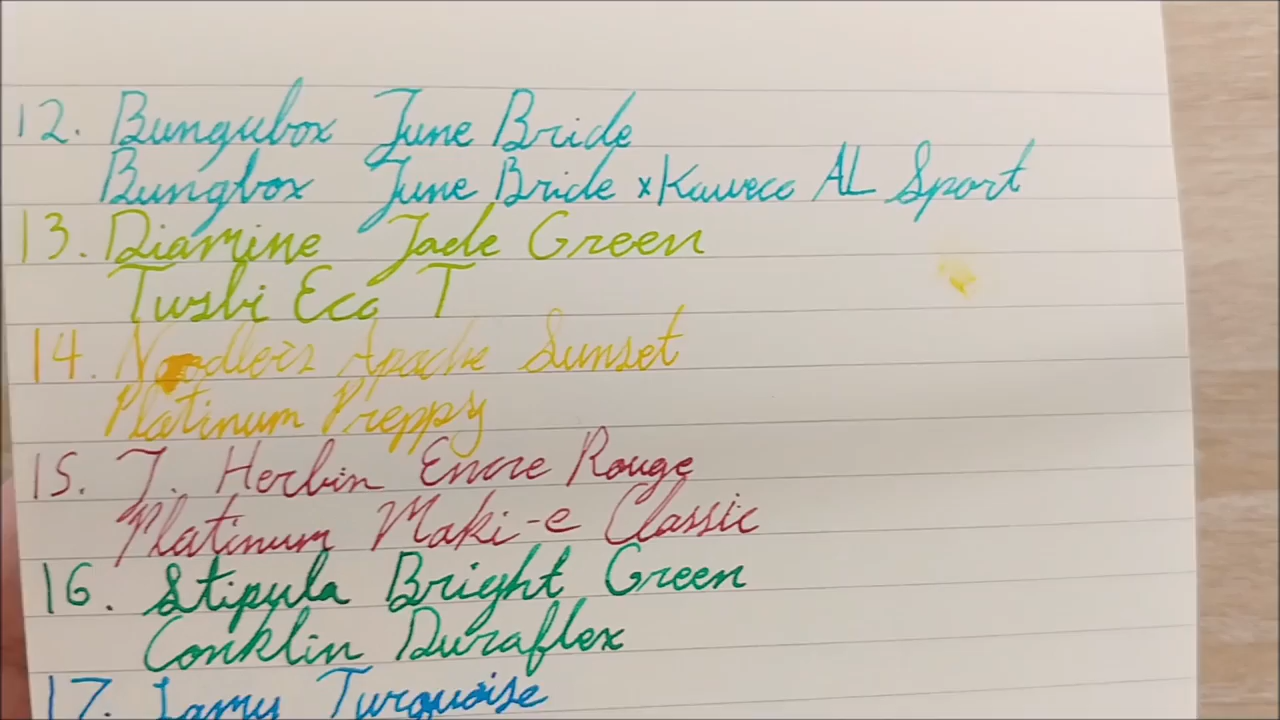 12. Bungubox June Bride
Bungbox June Bride x Kaweco AL Sport
13. Diamine Jade Green
Twsbi Eco T
14. Noodlers Apache Sunset
Platinum Preppy
15. J. Herbin Encre Rouge
Platinum Maki-e Classic
16. Stipula Bright Green
Conklin Duraflex
17. Lamy Turquoise